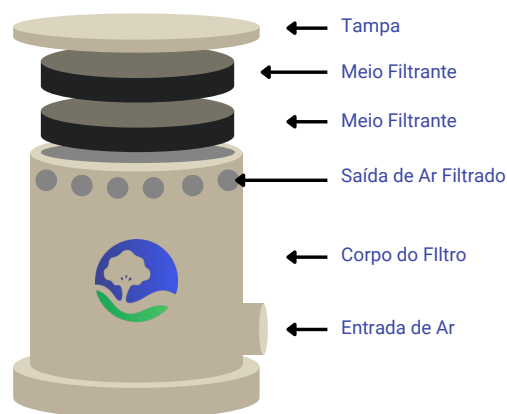 Tampa
Meio Filtrante
Meio Filtrante
Saída de Ar Filtrado
Corpo do FIltro
Entrada de Ar